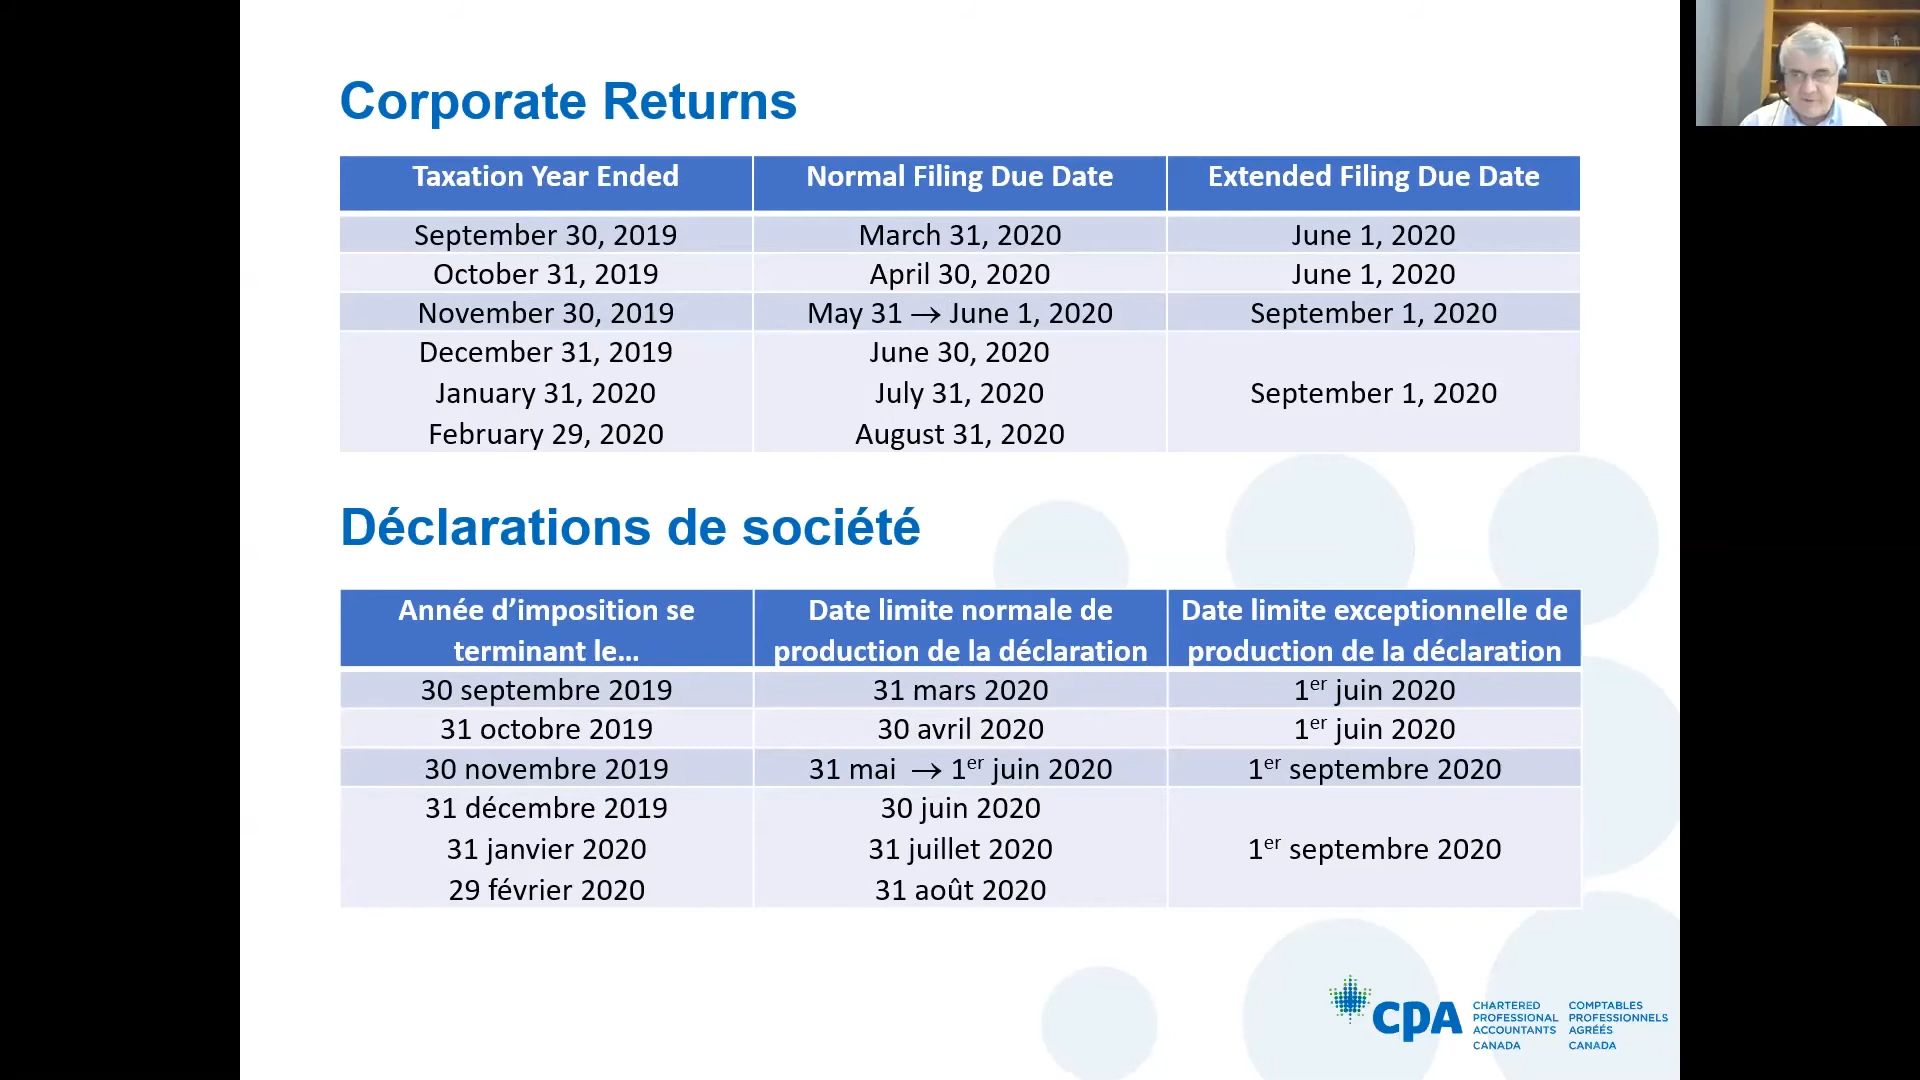 Corporate Returns
Taxation Year Ended Normal Filing Due Date Extended Filing Due Date
September 30, 2019 March 31, 2020 June 1, 2020
October 31, 2019 April 30, 2020 June 1, 2020
November 30, 2019 May 31 → June 1, 2020 September 1, 2020
December 31, 2019 June 30, 2020
January 31, 2020 July 31, 2020 September 1, 2020
February 29, 2020 August 31, 2020
Déclarations de société
Année d’imposition se Date limite normale de Date limite exceptionnelle de
terminant le… production de la déclaration production de la déclaration
30 septembre 2019 31 mars 2020 1er juin 2020
31 octobre 2019 30 avril 2020 1er juin 2020
30 novembre 2019 31 mai → 1er juin 2020 1er septembre 2020
31 décembre 2019 30 juin 2020
31 janvier 2020 31 juillet 2020 1er septembre 2020
29 février 2020 31 août 2020
CPA
CHARTERED COMPTABLES
PROFESSIONAL PROFESSIONNELS
ACCOUNTANTS AGRÉÉS
CANADA CANADA